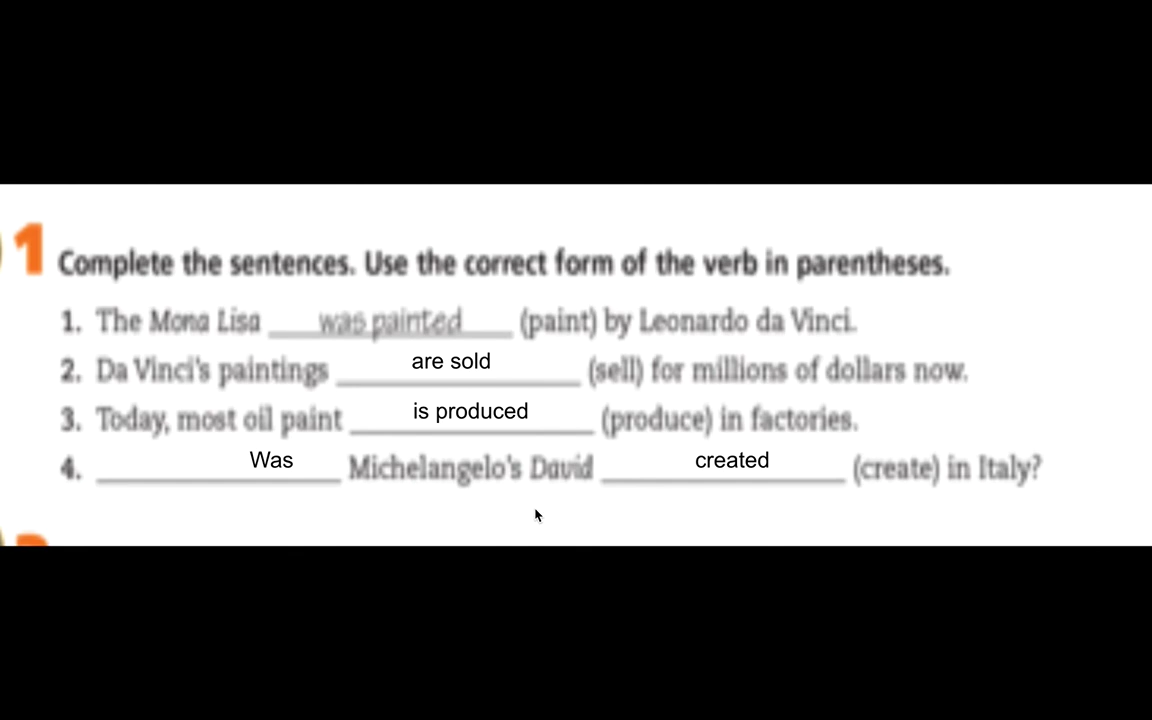 1 Complete the sentences. Use the correct form of the verb in parentheses.
1. The Mona Lisa was painted (paint) by Leonardo da Vinci.
2. Da Vinci's paintings are sold (sell) for millions of dollars now.
3. Today, most oil paint is produced (produce) in factories.
4. Was Michelangelo's David created (create) in Italy?